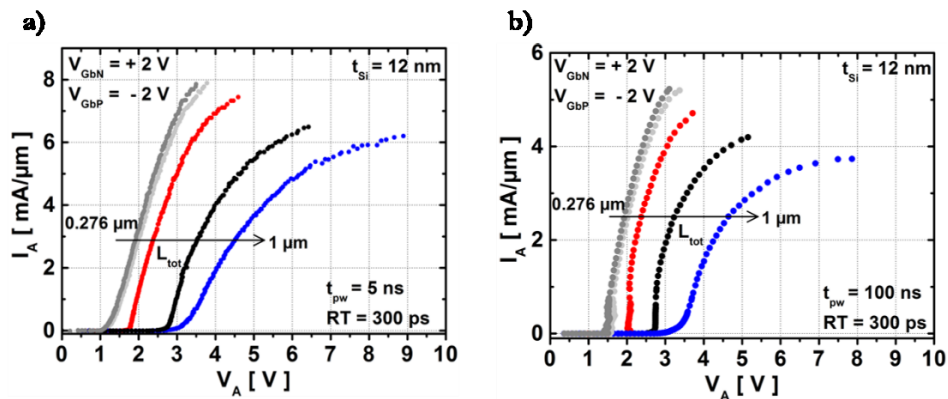 a)
V_GbN = + 2 V
V_GbP = - 2 V
t_Si = 12 nm
I_A [ mA/µm ]
8
6
4
2
0
0.276 µm
L_tot
1 µm
t_pw = 5 ns
RT = 300 ps
0 1 2 3 4 5 6 7 8 9 10
V_A [ V ]
b)
V_GbN = + 2 V
V_GbP = - 2 V
t_Si = 12 nm
I_A [ mA/µm ]
6
4
2
0
0.276 µm
L_tot
1 µm
t_pw = 100 ns
RT = 300 ps
0 1 2 3 4 5 6 7 8 9 10
V_A [ V ]